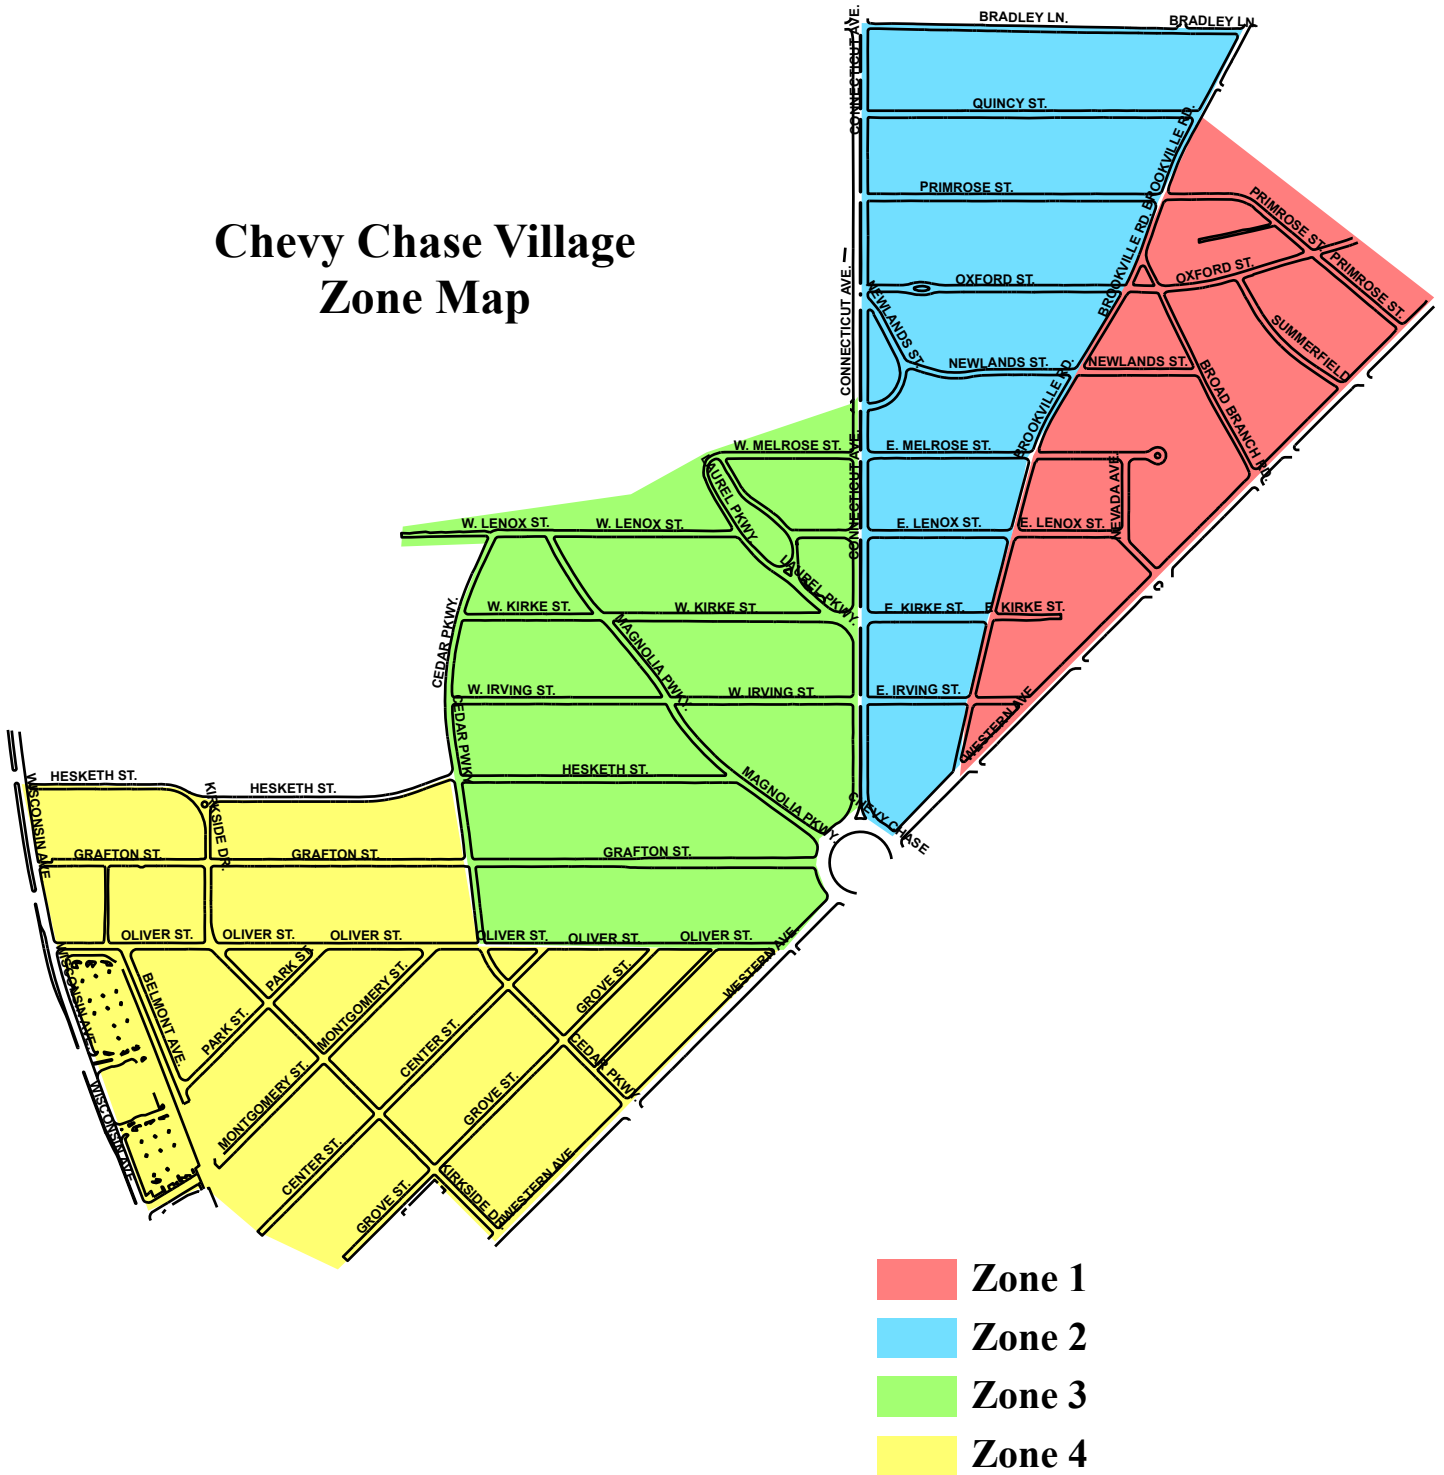 BRADLEY LN.
BRADLEY LN.
CONNECTICUT AVE.
QUINCY ST.
BROOKVILLE RD.
PRIMROSE ST.
PRIMROSE ST.
Chevy Chase Village
Zone Map
BROOKVILLE RD.
OXFORD ST.
OXFORD ST.
PRIMROSE ST.
CONNECTICUT AVE.
NEWLANDS ST.
NEWLANDS ST.
NEWLANDS ST.
SUMMERFIELD
BROOKVILLE RD.
BROAD BRANCH RD.
W. MELROSE ST.
E. MELROSE ST.
LAUREL PKWY.
CONNECTICUT AVE.
NEVADA AVE.
W. LENOX ST.
W. LENOX ST.
E. LENOX ST.
E. LENOX ST.
LAUREL PKWY.
W. KIRKE ST.
W. KIRKE ST.
E. KIRKE ST.
E. KIRKE ST.
CEDAR PKWY.
MAGNOLIA PWKY.
W. IRVING ST.
W. IRVING ST.
E. IRVING ST.
WESTERN AVE
CEDAR PWKY.
HESKETH ST.
HESKETH ST.
HESKETH ST.
MAGNOLIA PKWY.
CHEVY CHASE
WISCONSIN AVE
KIRKSIDE DR.
GRAFTON ST.
GRAFTON ST.
GRAFTON ST.
OLIVER ST.
OLIVER ST.
OLIVER ST.
OLIVER ST.
OLIVER ST.
OLIVER ST.
WISCONSIN AVE.
BELMONT AVE.
PARK ST.
PARK ST.
MONTGOMERY ST.
GROVE ST.
WESTERN AVE.
CENTER ST.
CEDAR PKWY.
MONTGOMERY ST.
GROVE ST.
WISCONSIN AVE.
CENTER ST.
GROVE ST.
KIRKSIDE DR.
WESTERN AVE.
Zone 1
Zone 2
Zone 3
Zone 4